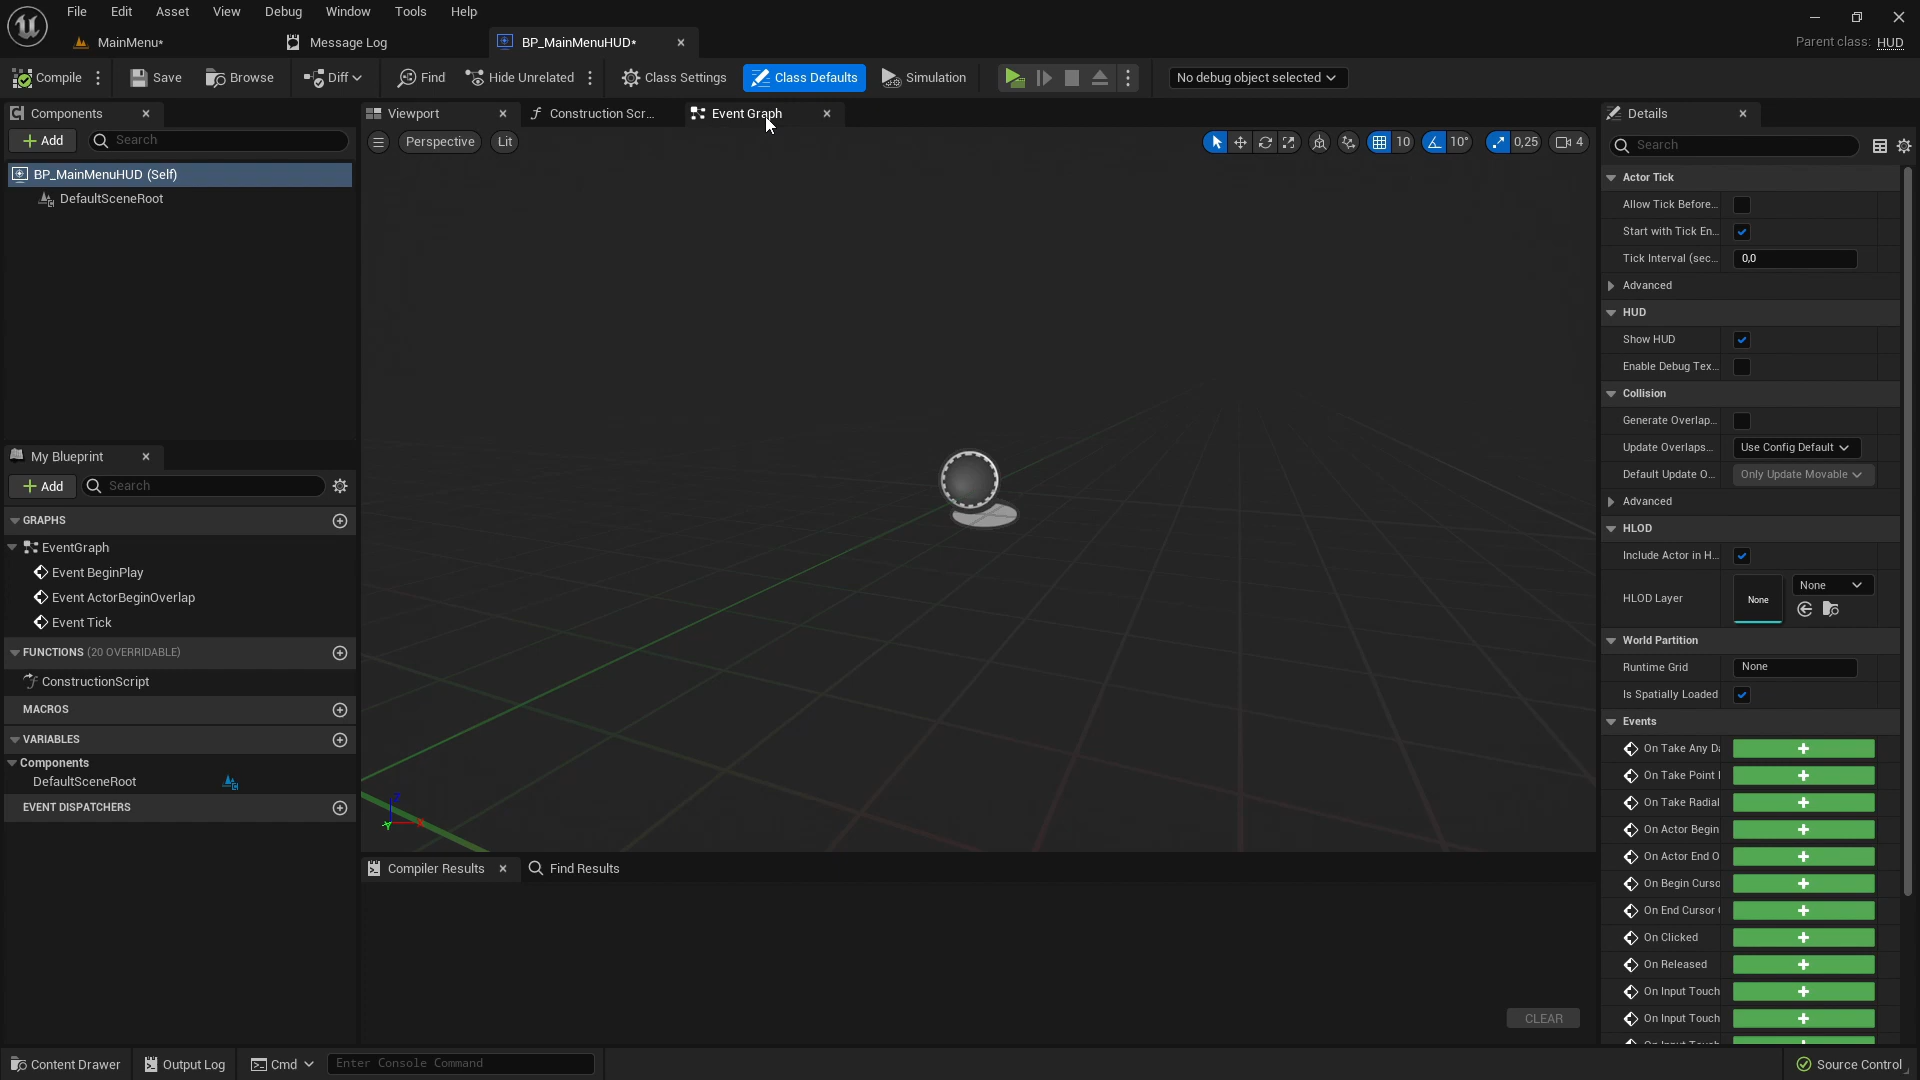 File Edit Asset View Debug Window Tools Help
MainMenu* Message Log BP_MainMenuHUD* Parent class: HUD
Compile Save Browse Diff Find Hide Unrelated Class Settings Class Defaults Simulation No debug object selected
Components Viewport Construction Scr... Event Graph Details
Add Search Perspective Lit 10 10° 0,25 4 Search
BP_MainMenuHUD (Self)
DefaultSceneRoot
Actor Tick
Allow Tick Before...
Start with Tick En...
Tick Interval (sec... 0,0
Advanced
HUD
Show HUD
Enable Debug Tex...
Collision
Generate Overlap...
Update Overlaps... Use Config Default
Default Update O... Only Update Movable
Advanced
HLOD
Include Actor in H...
HLOD Layer None None
World Partition
Runtime Grid None
Is Spatially Loaded
Events
On Take Any Da
On Take Point
On Take Radial
On Actor Begin
On Actor End O
On Begin Curso
On End Cursor
On Clicked
On Released
On Input Touch
On Input Touch
My Blueprint
Add Search
GRAPHS
EventGraph
Event BeginPlay
Event ActorBeginOverlap
Event Tick
FUNCTIONS (20 OVERRIDABLE)
ConstructionScript
MACROS
VARIABLES
Components
DefaultSceneRoot
EVENT DISPATCHERS
Z
X
Y
Compiler Results Find Results
CLEAR
Content Drawer Output Log Cmd Enter Console Command Source Control